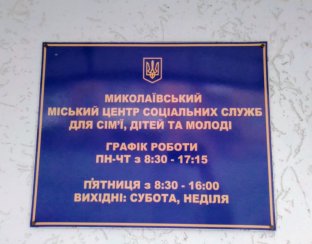 МИКОЛАЇВСЬКИЙ
МІСЬКИЙ ЦЕНТР СОЦІАЛЬНИХ СЛУЖБ
ДЛЯ СІМ'Ї, ДІТЕЙ ТА МОЛОДІ
ГРАФІК РОБОТИ
ПН-ЧТ з 8:30 - 17:15
П'ЯТНИЦЯ з 8:30 - 16:00
ВИХІДНІ: СУБОТА, НЕДІЛЯ